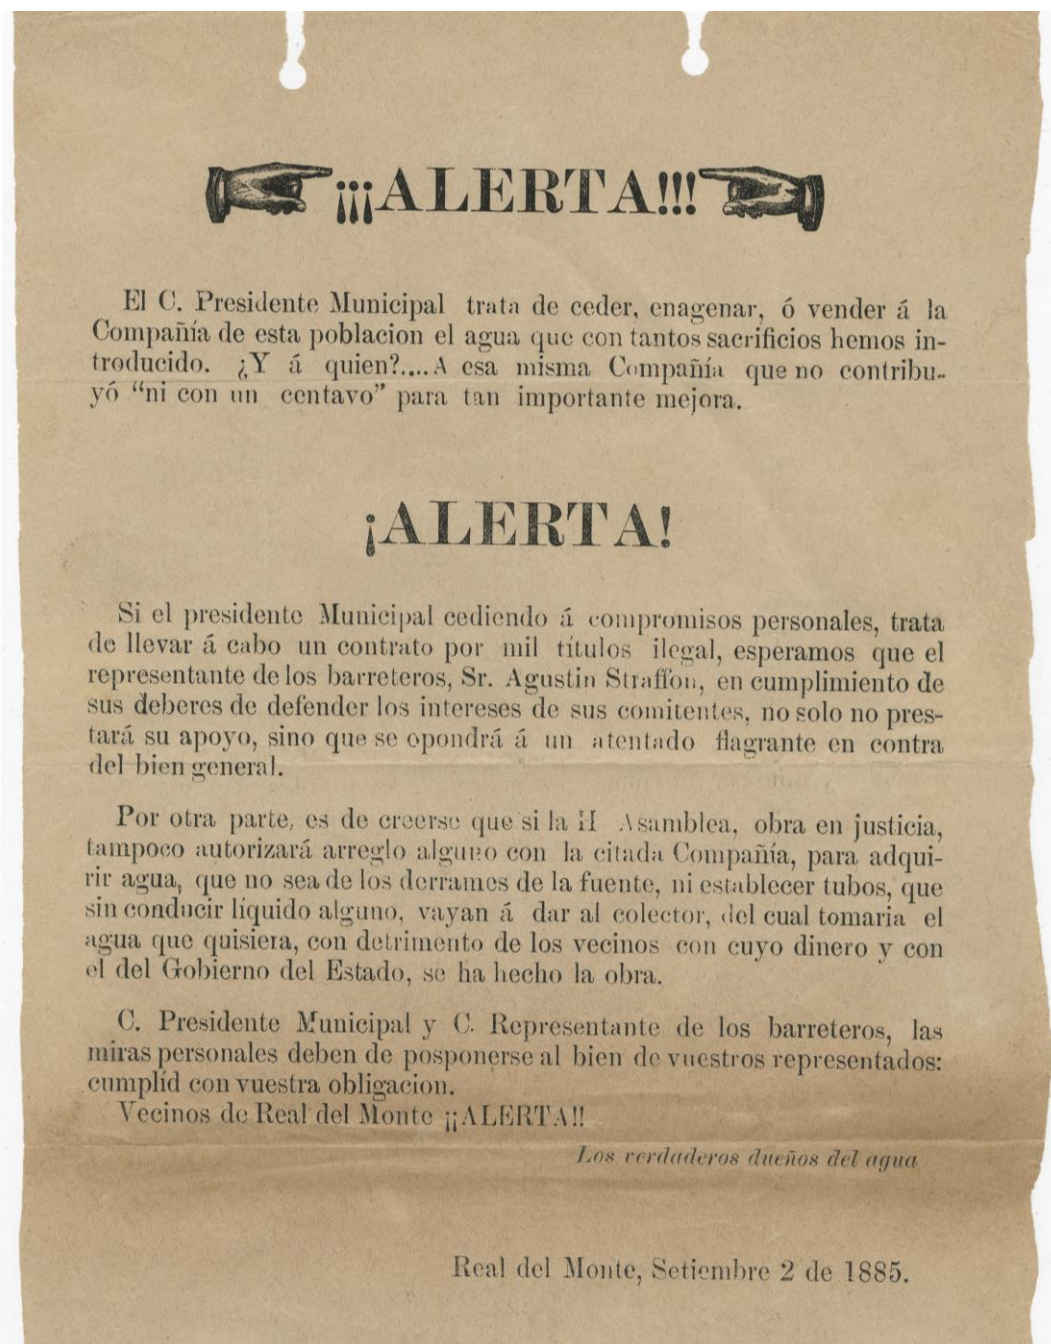 ¡¡¡ALERTA!!!
El C. Presidente Municipal trata de ceder, enagenar, ó vender á la
Compañía de esta poblacion el agua que con tantos sacrificios hemos in-
troducido. ¿Y á quien?....A esa misma Compañía que no contribu-
yó “ni con un centavo” para tan importante mejora.
¡ALERTA!
Si el presidente Municipal cediendo á compromisos personales, trata
de llevar á cabo un contrato por mil títulos ilegal, esperamos que el
representante de los barreteros, Sr. Agustin Straffon, en cumplimiento de
sus deberes de defender los intereses de sus comitentes, no solo no pres-
tará su apoyo, sino que se opondrá á un atentado flagrante en contra
del bien general.
Por otra parte, es de creerse que si la H Asamblea, obra en justicia,
tampoco autorizará arreglo alguno con la citada Compañía, para adqui-
rir agua, que no sea de los derrames de la fuente, ni establecer tubos, que
sin conducir líquido alguno, vayan á dar al colector, del cual tomaria el
agua que quisiera, con detrimento de los vecinos con cuyo dinero y con
el del Gobierno del Estado, se ha hecho la obra.
C. Presidente Municipal y C. Representante de los barreteros, las
miras personales deben de posponerse al bien de vuestros representados:
cumplíd con vuestra obligacion.
Vecinos de Real del Monte ¡¡ALERTA!!
Los verdaderos dueños del agua
Real del Monte, Setiembre 2 de 1885.